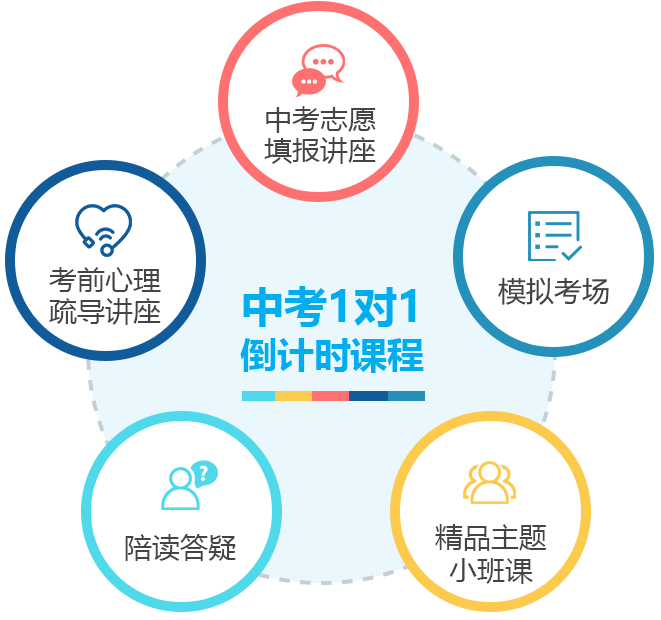 中考志愿
填报讲座
考前心理
疏导讲座
模拟考场
中考1对1
倒计时课程
陪读答疑
?
精品主题
小班课